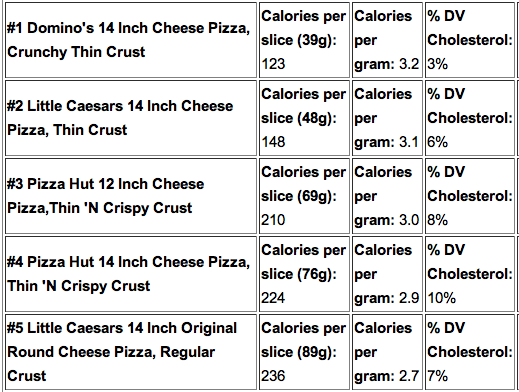 #1 Domino's 14 Inch Cheese Pizza,
Crunchy Thin Crust
Calories per
slice (39g):
123
Calories
per
gram: 3.2
% DV
Cholesterol:
3%
#2 Little Caesars 14 Inch Cheese
Pizza, Thin Crust
Calories per
slice (48g):
148
Calories
per
gram: 3.1
% DV
Cholesterol:
6%
#3 Pizza Hut 12 Inch Cheese
Pizza,Thin 'N Crispy Crust
Calories per
slice (69g):
210
Calories
per
gram: 3.0
% DV
Cholesterol:
8%
#4 Pizza Hut 14 Inch Cheese Pizza,
Thin 'N Crispy Crust
Calories per
slice (76g):
224
Calories
per
gram: 2.9
% DV
Cholesterol:
10%
#5 Little Caesars 14 Inch Original
Round Cheese Pizza, Regular
Crust
Calories per
slice (89g):
236
Calories
per
gram: 2.7
% DV
Cholesterol:
7%